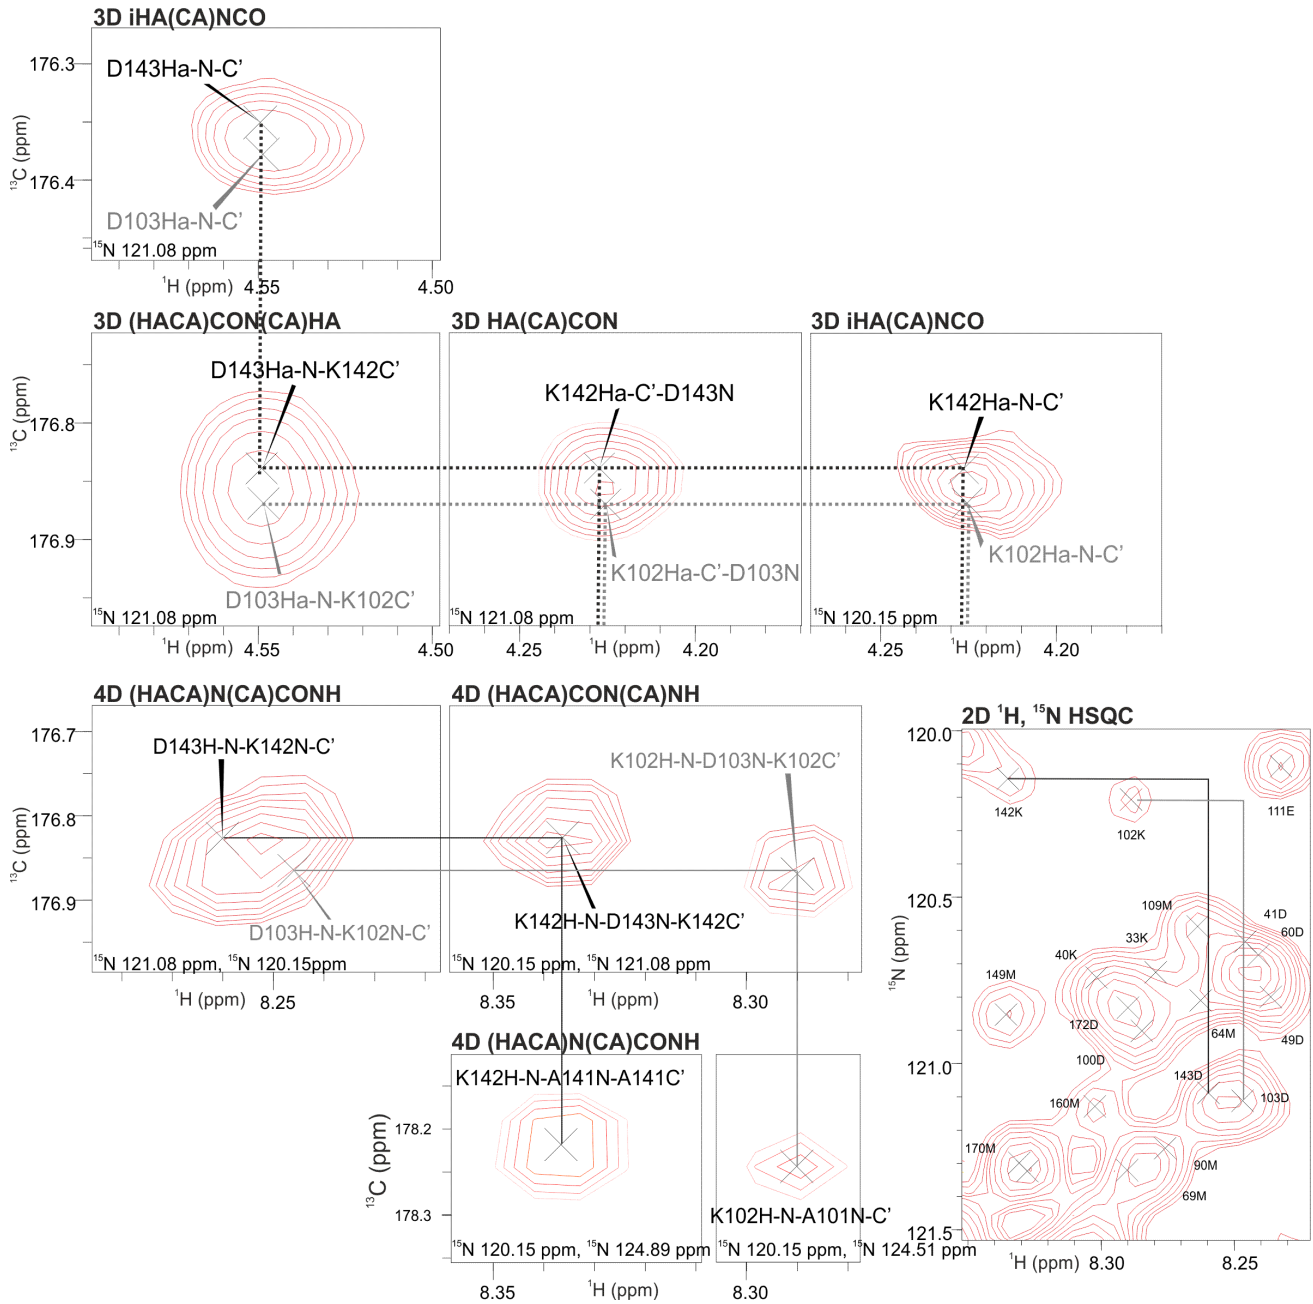 3D iHA(CA)NCO
176.3
D143Ha-N-C'
13C (ppm)
176.4
D103Ha-N-C'
15N 121.08 ppm
1H (ppm) 4.55 4.50
3D (HACA)CON(CA)HA
3D HA(CA)CON
3D iHA(CA)NCO
D143Ha-N-K142C'
K142Ha-C'-D143N
K142Ha-N-C'
13C (ppm)
176.8
176.9
D103Ha-N-K102C'
K102Ha-C'-D103N
K102Ha-N-C'
15N 121.08 ppm
15N 121.08 ppm
15N 120.15 ppm
1H (ppm) 4.55 4.50
4.25 1H (ppm) 4.20
4.25 1H (ppm) 4.20
4D (HACA)N(CA)CONH
4D (HACA)CON(CA)NH
2D 1H, 15N HSQC
176.7
D143H-N-K142N-C'
K102H-N-D103N-K102C'
13C (ppm)
176.8
176.9
D103H-N-K102N-C'
K142H-N-D143N-K142C'
15N 121.08 ppm, 15N 120.15ppm
15N 120.15 ppm, 15N 121.08 ppm
1H (ppm) 8.25
8.35 1H (ppm) 8.30
120.0
142K
102K
111E
120.5
109M
41D
33K
60D
40K
15N (ppm)
149M
172D
64M
49D
100D
121.0
143D
160M
103D
170M
90M
69M
121.5
1H (ppm) 8.30 8.25
4D (HACA)N(CA)CONH
K142H-N-A141N-A141C'
178.2
13C (ppm)
178.3
K102H-N-A101N-C'
15N 120.15 ppm, 15N 124.89 ppm
15N 120.15 ppm, 15N 124.51 ppm
8.35 1H (ppm) 8.30